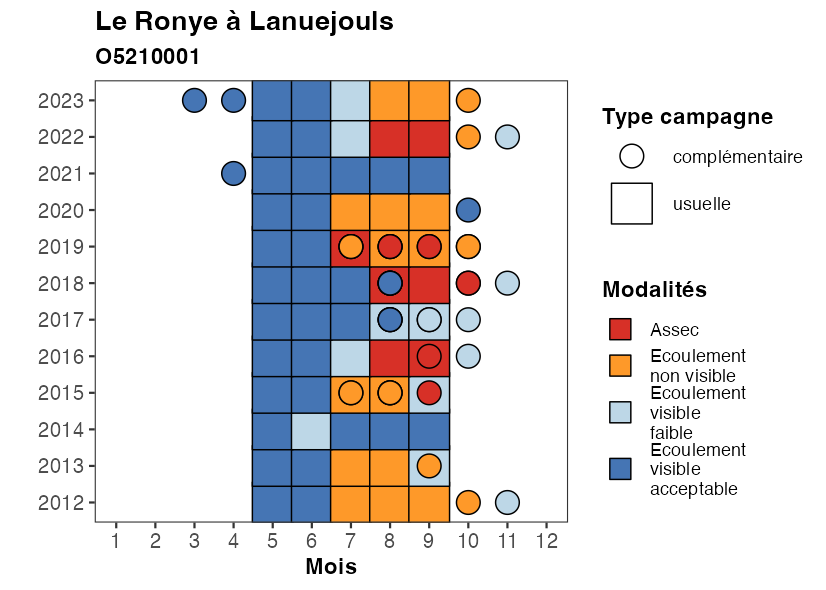 Le Ronye à Lanuejouls
O5210001
2023
2022
2021
2020
2019
2018
2017
2016
2015
2014
2013
2012
1 2 3 4 5 6 7 8 9 10 11 12
Mois
Type campagne
complémentaire
usuelle
Modalités
Assec
Ecoulement
non visible
Ecoulement
visible
faible
Ecoulement
visible
acceptable